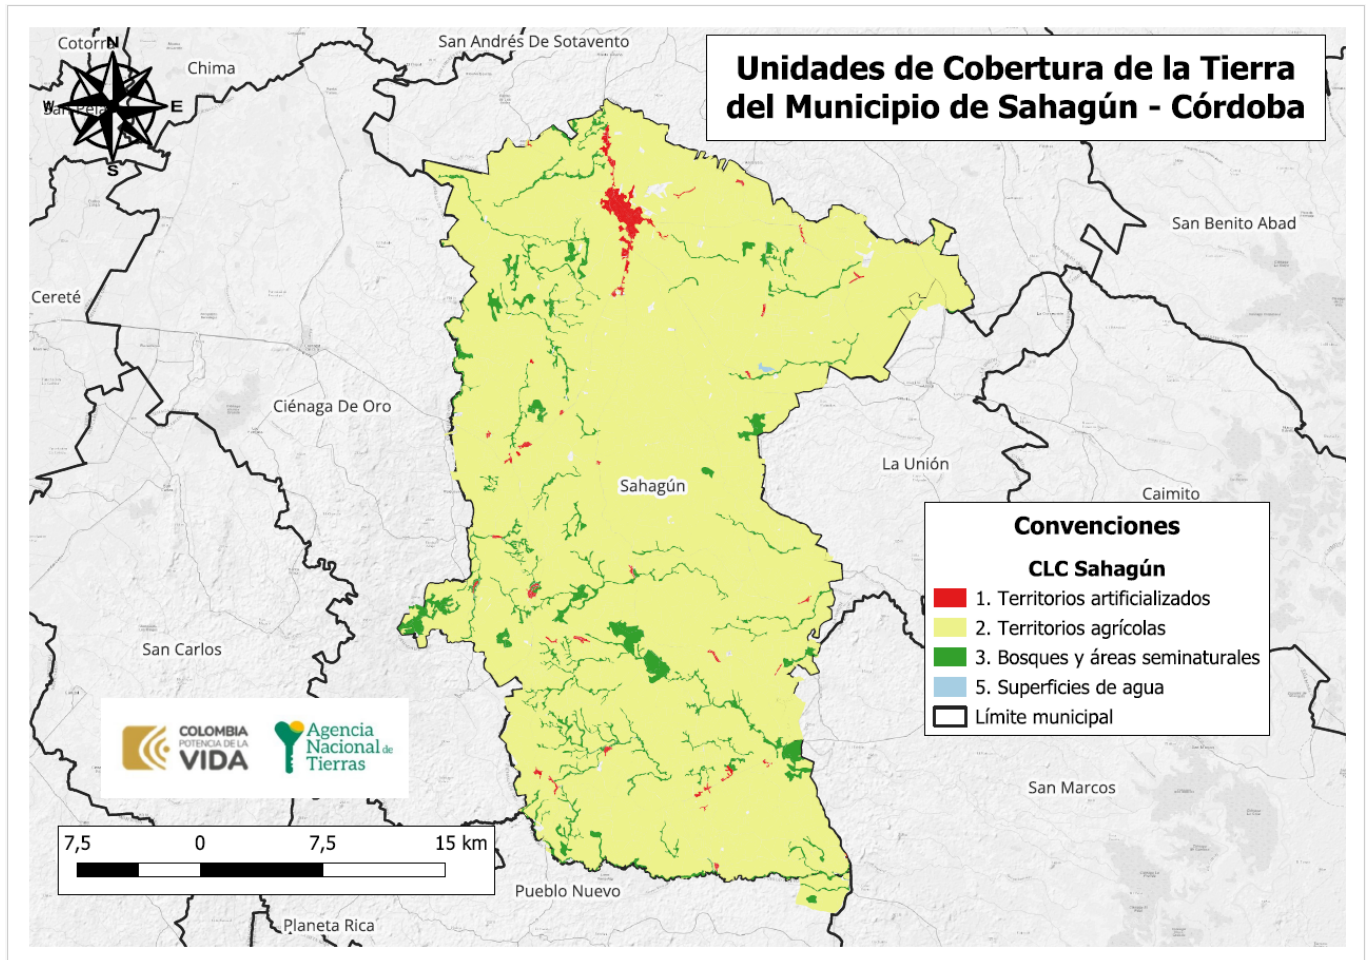 Unidades de Cobertura de la Tierra
del Municipio de Sahagún - Córdoba
Cotorra
N
San Andrés De Sotavento
Chima
W
E
San Pela
S
San Benito Abad
Cereté
Ciénaga De Oro
Sahagún
La Unión
Caimito
Convenciones
CLC Sahagún
1. Territorios artificializados
2. Territorios agrícolas
3. Bosques y áreas seminaturales
5. Superficies de agua
Límite municipal
San Carlos
COLOMBIA
POTENCIA DE LA
VIDA
Agencia
Nacional de
Tierras
San Marcos
7,5 0 7,5 15 km
Pueblo Nuevo
Planeta Rica